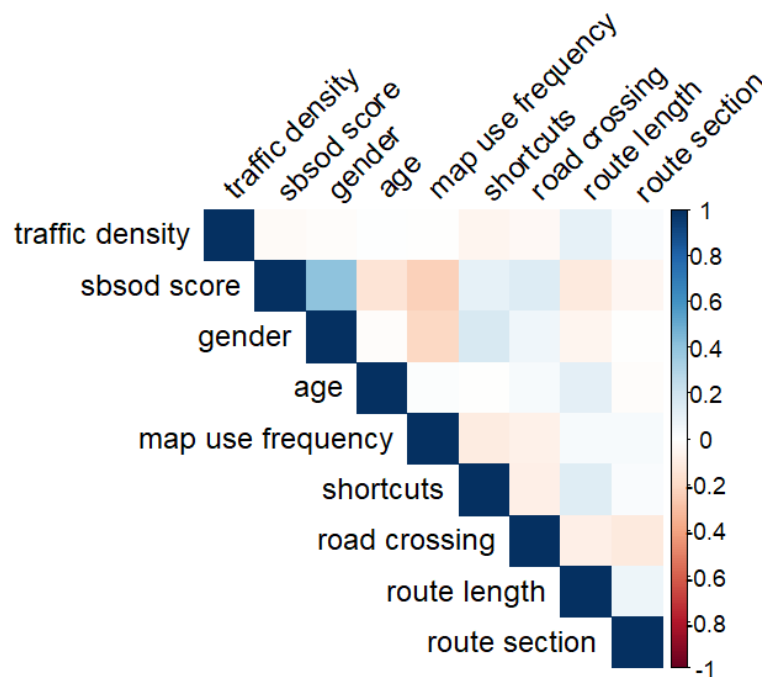 traffic density
sbsod score
gender
age
map use frequency
shortcuts
road crossing
route length
route section
traffic density
sbsod score
gender
age
map use frequency
shortcuts
road crossing
route length
route section
1
0.8
0.6
0.4
0.2
0
-0.2
-0.4
-0.6
-0.8
-1